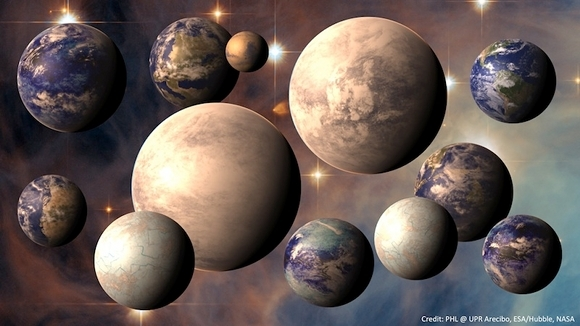 Credit: PHL @ UPR Arecibo, ESA/Hubble, NASA